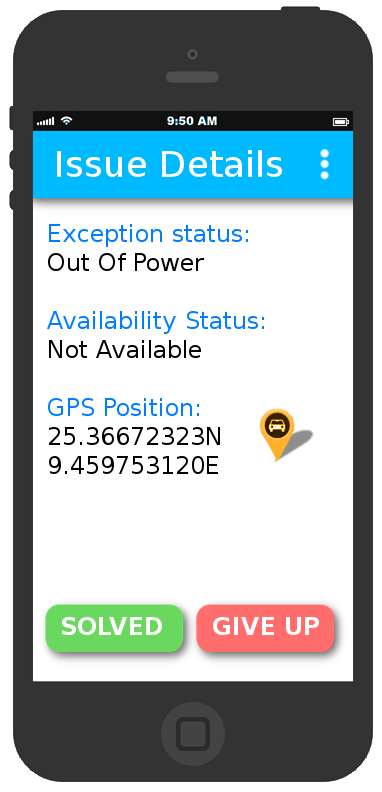 9:50 AM
Issue Details
Exception status:
Out Of Power
Availability Status:
Not Available
GPS Position:
25.36672323N
9.459753120E
SOLVED
GIVE UP